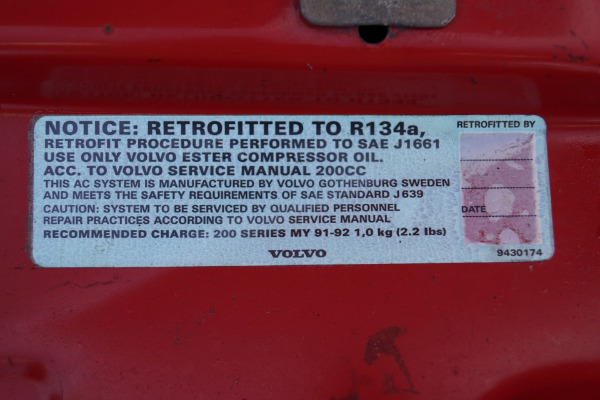 NOTICE: RETROFITTED TO R134a,
RETROFIT PROCEDURE PERFORMED TO SAE J1661
USE ONLY VOLVO ESTER COMPRESSOR OIL.
ACC. TO VOLVO SERVICE MANUAL 200CC
THIS AC SYSTEM IS MANUFACTURED BY VOLVO GOTHENBURG SWEDEN
AND MEETS THE SAFETY REQUIREMENTS OF SAE STANDARD J639
CAUTION: SYSTEM TO BE SERVICED BY QUALIFIED PERSONNEL
REPAIR PRACTICES ACCORDING TO VOLVO SERVICE MANUAL
RECOMMENDED CHARGE: 200 SERIES MY 91-92 1,0 kg (2.2 lbs)
VOLVO
RETROFITTED BY
DATE
9430174